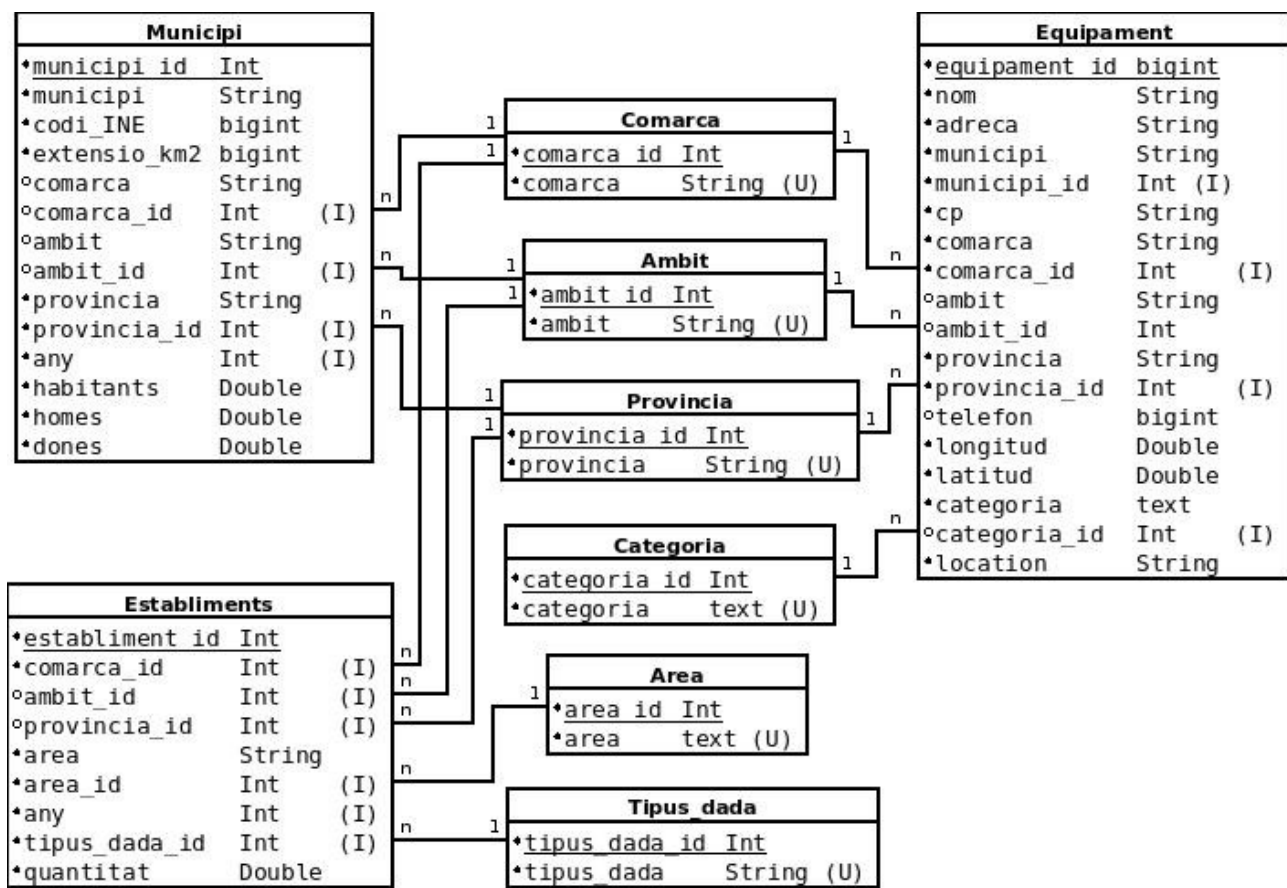 Municipi
municipi_id Int
municipi String
codi_INE bigint
extensio_km2 bigint
comarca String
comarca_id Int (I)
ambit String
ambit_id Int (I)
provincia String
provincia_id Int (I)
any Int (I)
habitants Double
homes Double
dones Double
n
n
n
Establiments
establiment_id Int
comarca_id Int (I)
ambit_id Int (I)
provincia_id Int (I)
area String
area_id Int (I)
any Int (I)
tipus_dada_id Int (I)
quantitat Double
n
n
n
n
n
1
1
Comarca
comarca_id Int
comarca String (U)
1
1
1
Ambit
ambit_id Int
ambit String (U)
1
1
1
Provincia
provincia_id Int
provincia String (U)
1
Categoria
categoria_id Int
categoria text (U)
1
1
Area
area_id Int
area text (U)
1
Tipus_dada
tipus_dada_id Int
tipus_dada String (U)
n
n
n
n
Equipament
equipament_id bigint
nom String
adreca String
municipi String
municipi_id Int (I)
cp String
comarca String
comarca_id Int (I)
ambit String
ambit_id Int
provincia String
provincia_id Int (I)
telefon bigint
longitud Double
latitud Double
categoria text
categoria_id Int (I)
location String